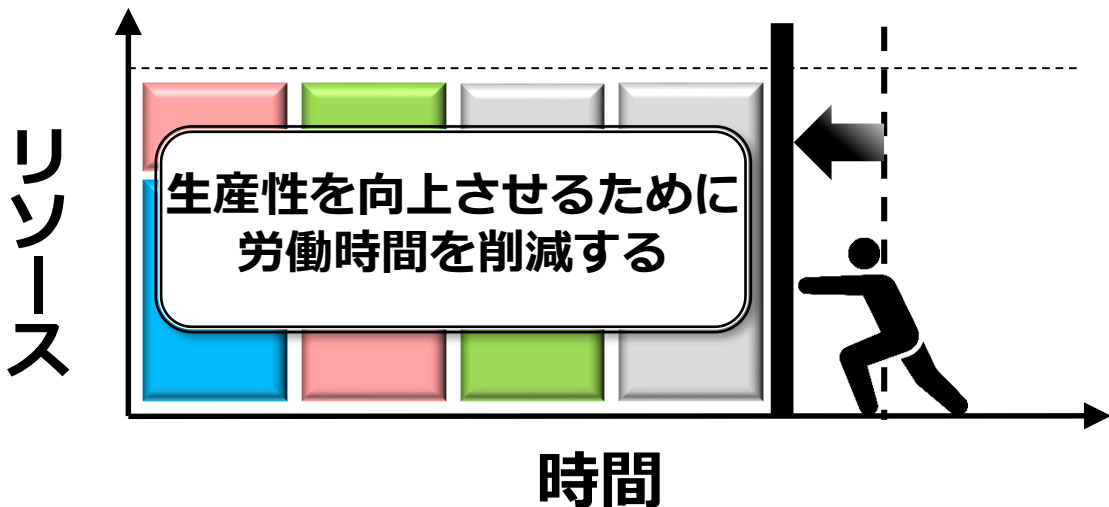 リソース
生産性を向上させるために
労働時間を削減する
時間